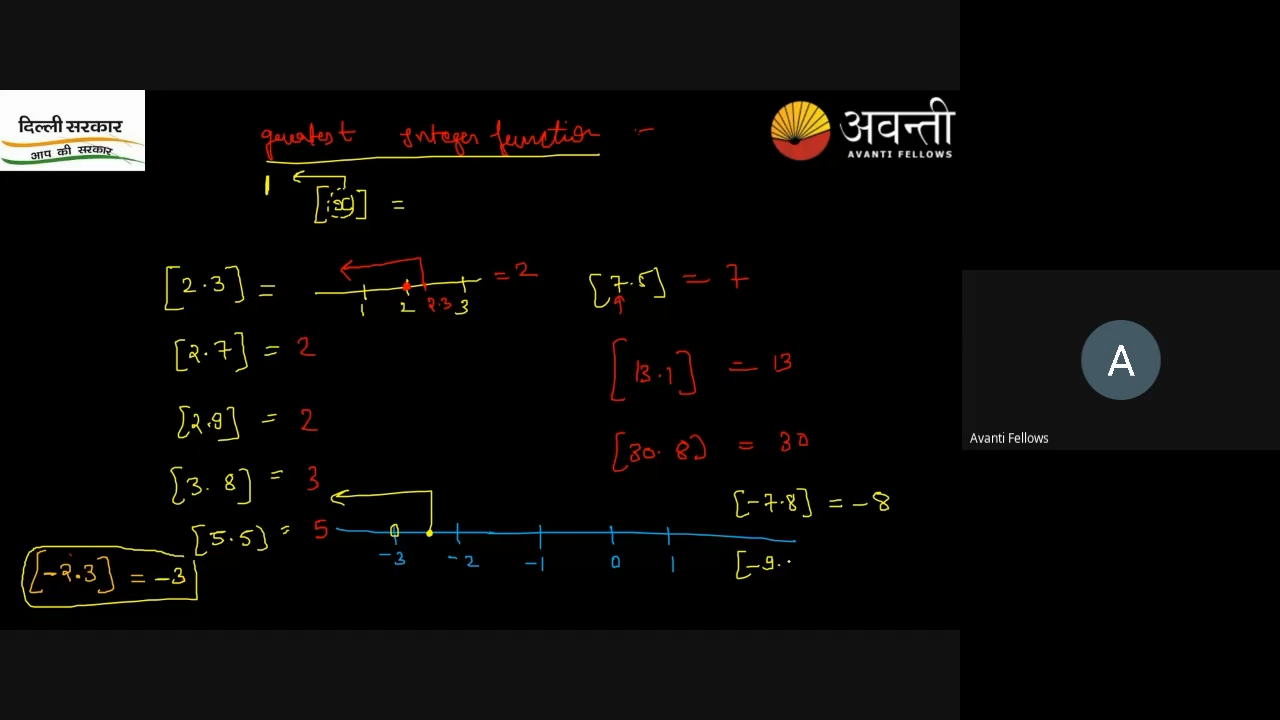 दिल्ली सरकार
आप की सरकार
greatest Integer function :-
अवन्ती
AVANTI FELLOWS
1
[x] =
[2.3] =
1 2 2.3 3
= 2
[7.5] = 7
[2.7] = 2
[13.1] = 13
[2.9] = 2
[30.8] = 30
[3.8] = 3
[-7.8] = -8
[5.5] = 5
-3 -2 -1 0 1
[-9..
[-2.3] = -3
A
Avanti Fellows